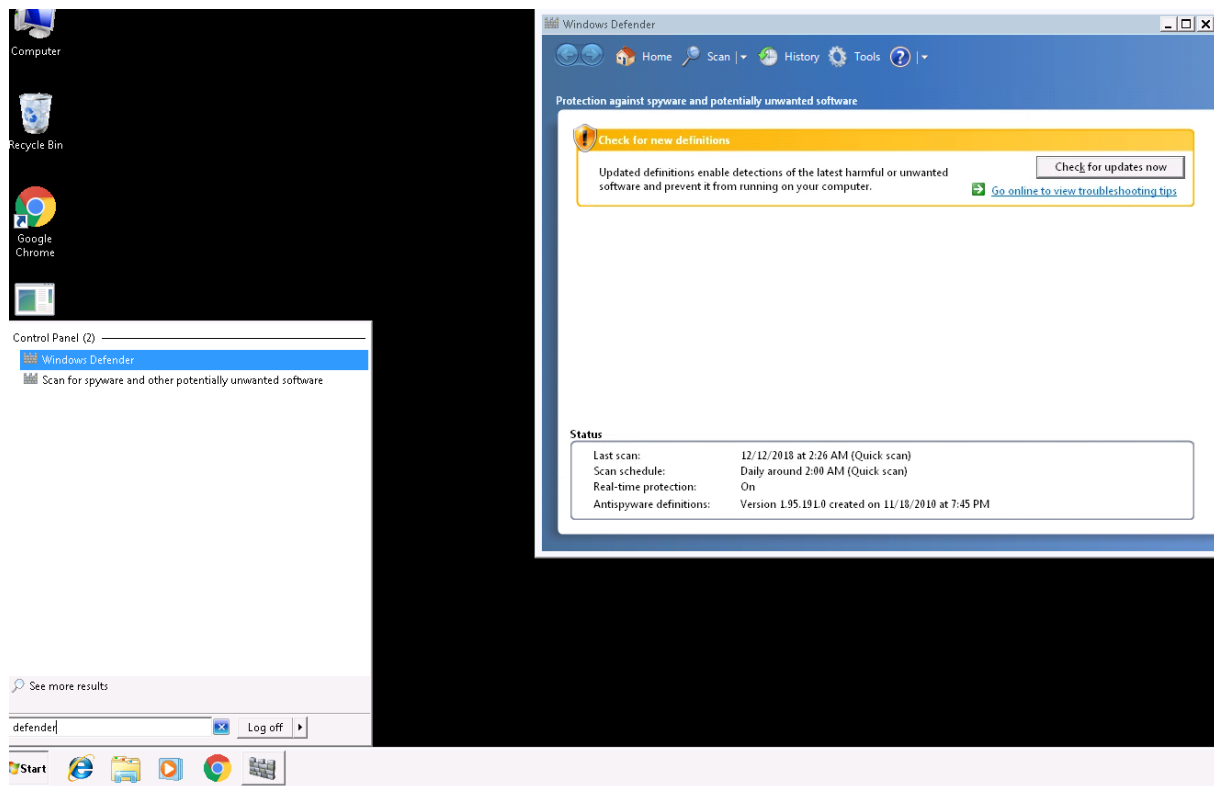 Computer
Recycle Bin
Google
Chrome
Control Panel (2)
Windows Defender
Scan for spyware and other potentially unwanted software
See more results
defender
Log off
Start
Windows Defender
Home Scan History Tools ?
Protection against spyware and potentially unwanted software
Check for new definitions
Updated definitions enable detections of the latest harmful or unwanted
software and prevent it from running on your computer.
Check for updates now
Go online to view troubleshooting tips
Status
Last scan: 12/12/2018 at 2:26 AM (Quick scan)
Scan schedule: Daily around 2:00 AM (Quick scan)
Real-time protection: On
Antispyware definitions: Version 1.95.191.0 created on 11/18/2010 at 7:45 PM